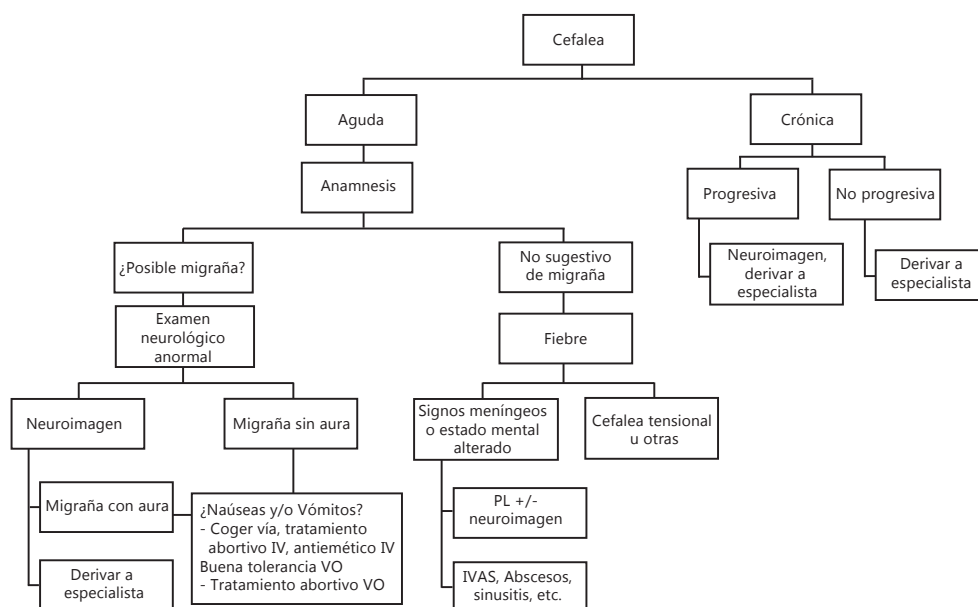 Cefalea
Aguda
Crónica
Anamnesis
Progresiva
No progresiva
¿Posible migraña?
No sugestivo
de migraña
Neuroimagen,
derivar a
especialista
Derivar a
especialista
Examen
neurológico
anormal
Fiebre
Neuroimagen
Migraña sin aura
Signos meníngeos
o estado mental
alterado
Cefalea tensional
u otras
Migraña con aura
¿Naúseas y/o Vómitos?
- Coger vía, tratamiento
abortivo IV, antiemético IV
Buena tolerancia VO
- Tratamiento abortivo VO
PL +/-
neuroimagen
Derivar a
especialista
IVAS, Abscesos,
sinusitis, etc.